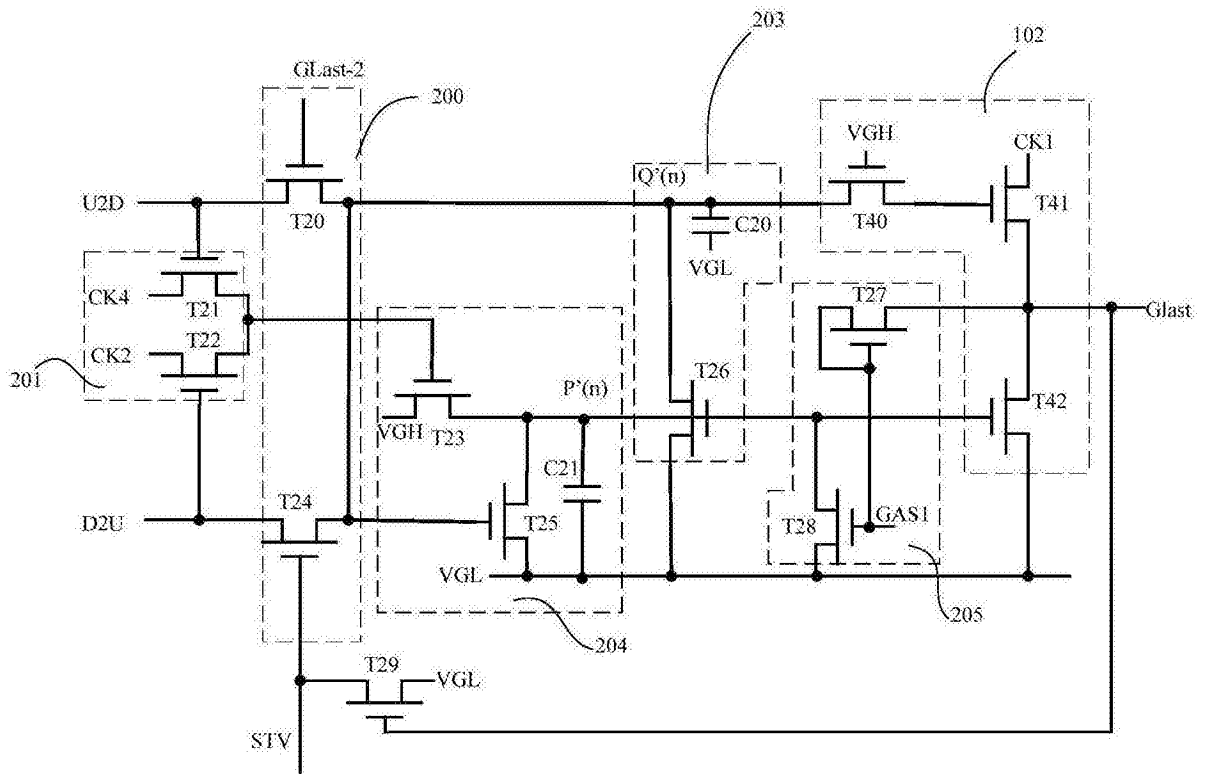 203
102
GLast-2
200
VGH
CK1
Q'(n)
U2D
T20
C20
T40
T41
VGL
CK4
T21
T27
T22
Glast
CK2
201
P'(n)
T26
T42
VGH
T23
C21
T24
D2U
T25
T28
GAS1
VGL
205
204
T29
VGL
STV